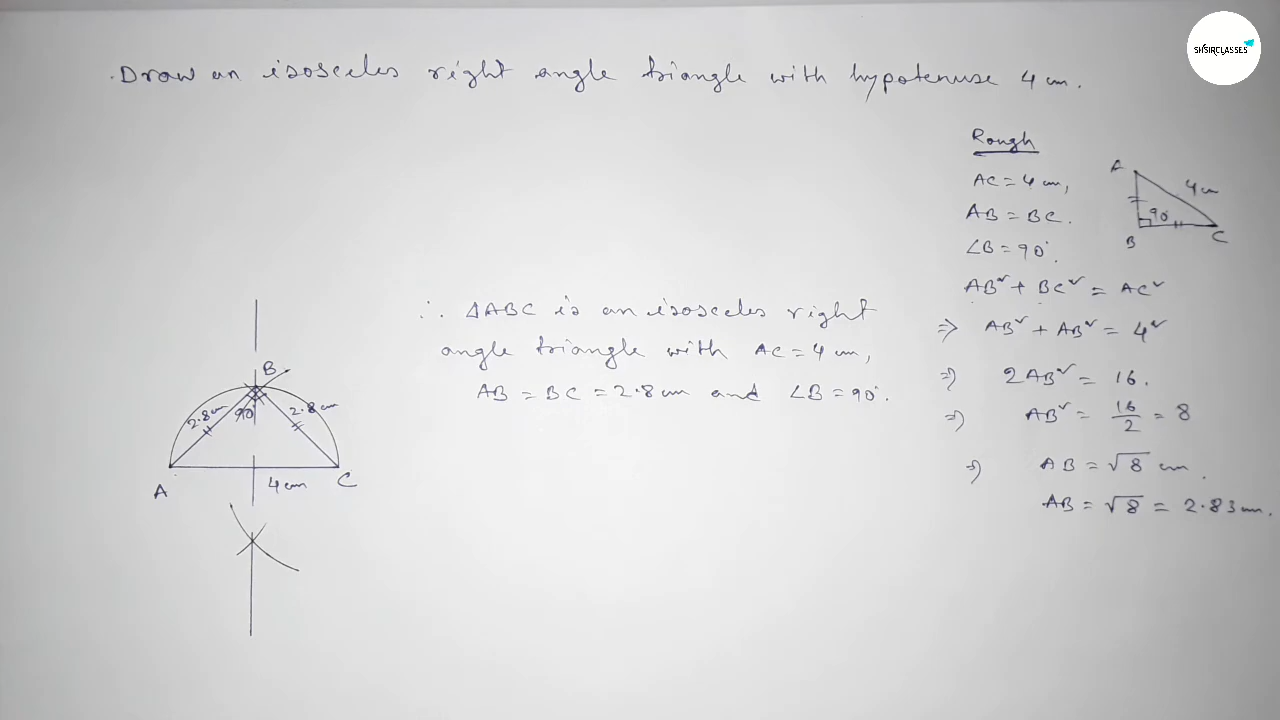 Draw an isosceles right angle triangle with hypotenuse 4 cm.
SHSIRCLASSES
Rough
AC = 4 cm,
AB = BC.
∠B = 90°.
AB² + BC² = AC²
⇒ AB² + AB² = 4²
⇒ 2AB² = 16.
⇒ AB² = 16/2 = 8
⇒ AB = √8 cm.
AB = √8 = 2.83 cm.
A
4 cm
90°
B
C
∴ ΔABC is an isosceles right
angle triangle with AC = 4 cm,
AB = BC = 2.8 cm and ∠B = 90°.
B
2.8 cm
90°
2.8 cm
A
4 cm
C